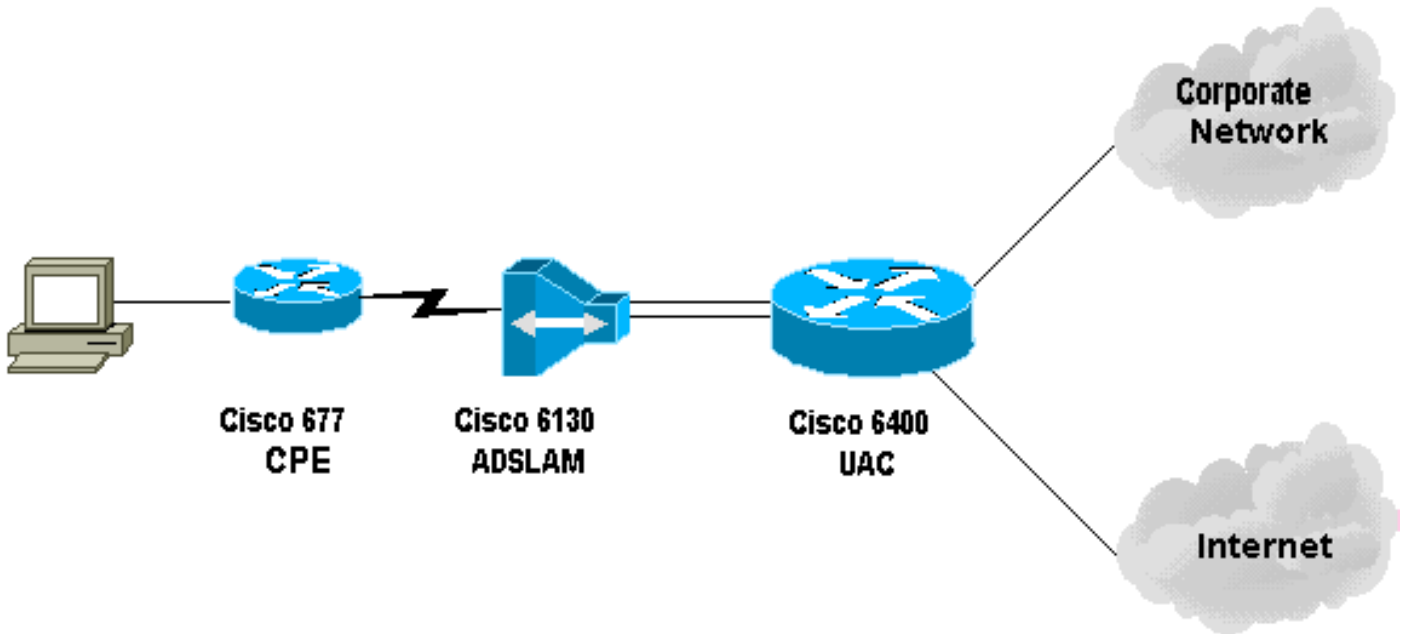 Corporate
Network
Cisco 677
CPE
Cisco 6130
ADSLAM
Cisco 6400
UAC
Internet